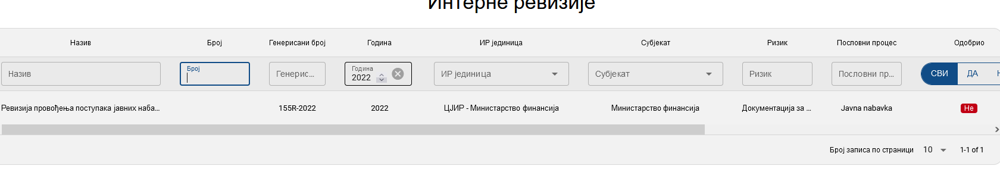 Интерне ревизије
Назив Број Генерисани број Година ИР јединица Субјекат Ризик Пословни процес Одобрио
Назив Број Генерис... Година 2022 ИР јединица Субјекат Ризик Пословни пр... СВИ ДА
Ревизија провођења поступака јавних наба... 155R-2022 2022 ЦЈИР - Министарство финансија Министарство финансија Документација за ... Javna nabavka Не
Број записа по страници 10 1-1 of 1